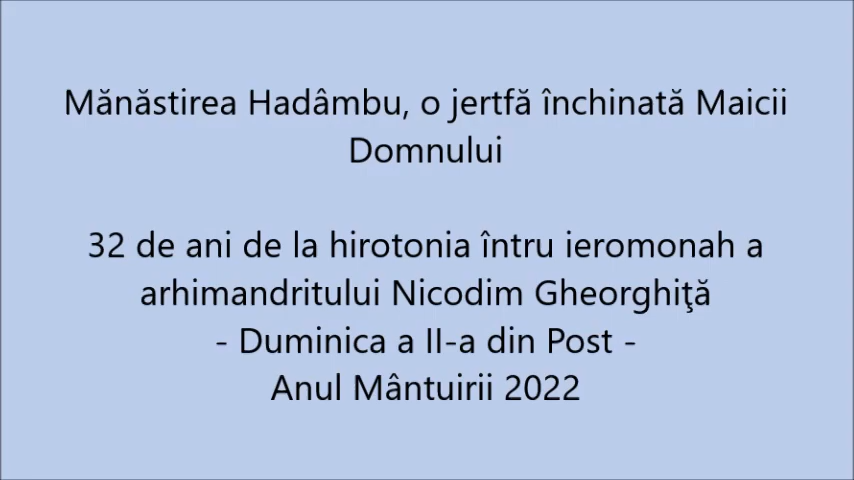 Mănăstirea Hadâmbu, o jertfă închinată Maicii
Domnului
32 de ani de la hirotonia întru ieromonah a
arhimandritului Nicodim Gheorghiţă
- Duminica a II-a din Post -
Anul Mântuirii 2022